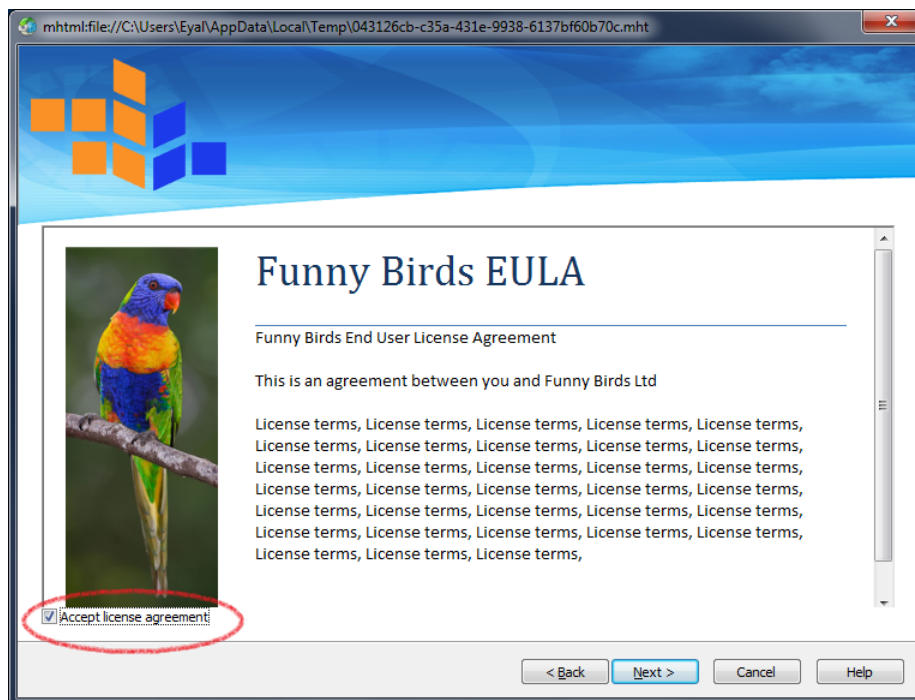 mhtml:file://C:\Users\Eyal\AppData\Local\Temp\043126cb-c35a-431e-9938-6137bf60b70c.mht
Funny Birds EULA
Funny Birds End User License Agreement
This is an agreement between you and Funny Birds Ltd
License terms, License terms, License terms, License terms, License terms,
License terms, License terms, License terms, License terms, License terms,
License terms, License terms, License terms, License terms, License terms,
License terms, License terms, License terms, License terms, License terms,
License terms, License terms, License terms, License terms, License terms,
License terms, License terms, License terms, License terms, License terms,
License terms, License terms, License terms,
Accept license agreement
< Back Next > Cancel Help